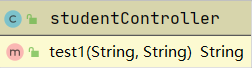 C studentController
m test1(String, String) String